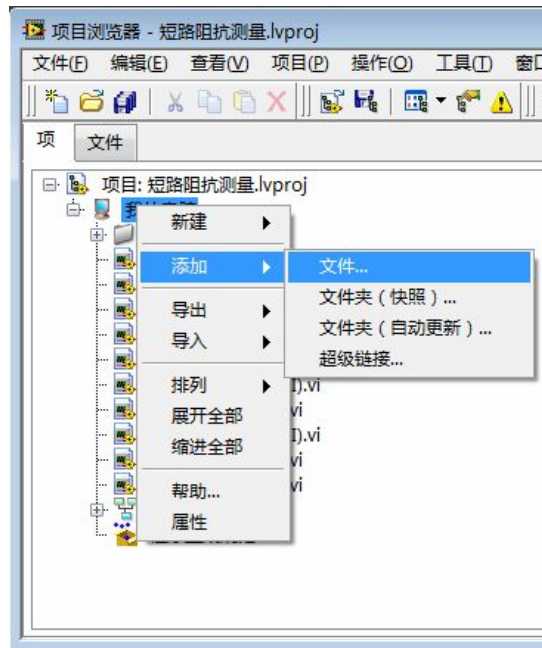 项目浏览器 - 短路阻抗测量.lvproj
文件(F) 编辑(E) 查看(V) 项目(P) 操作(O) 工具(T)
项 文件
项目: 短路阻抗测量.lvproj
新建
添加 文件...
文件夹 ( 快照 ) ...
导出 文件夹 ( 自动更新 ) ...
导入 超级链接...
排列 I).vi
展开全部 vi
I).vi
缩进全部 vi
帮助... vi
属性